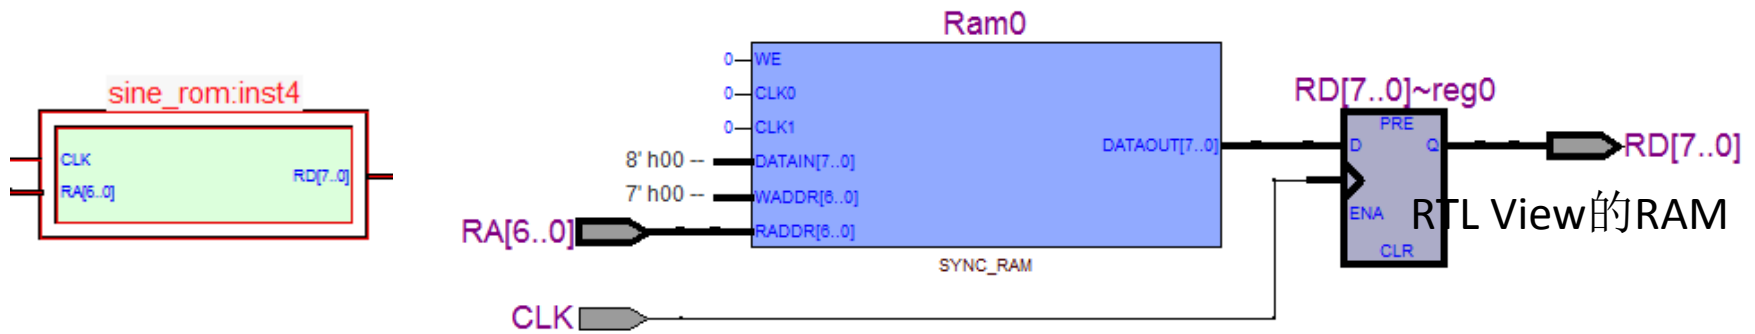 sine_rom:inst4
CLK
RA[6..0]
RD[7..0]
Ram0
0
WE
0
CLK0
0
CLK1
8' h00 --
DATAIN[7..0]
7' h00 --
WADDR[6..0]
RA[6..0]
RADDR[6..0]
DATAOUT[7..0]
SYNC_RAM
CLK
RD[7..0]~reg0
PRE
D
Q
ENA
CLR
RD[7..0]
RTL View的RAM